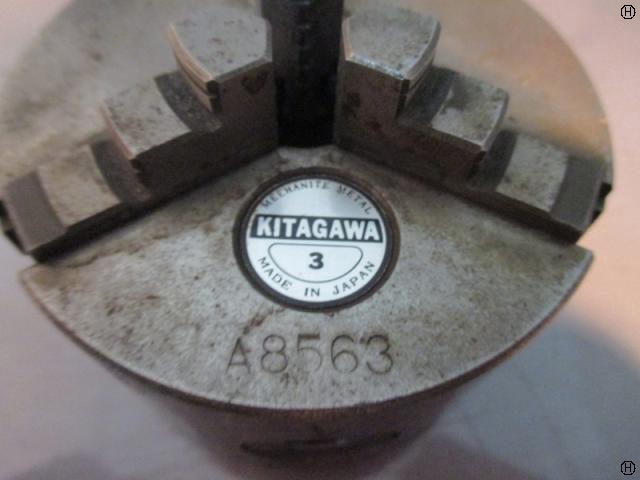 MEEHANITE METAL
KITAGAWA
3
MADE IN JAPAN
A8563
H
H